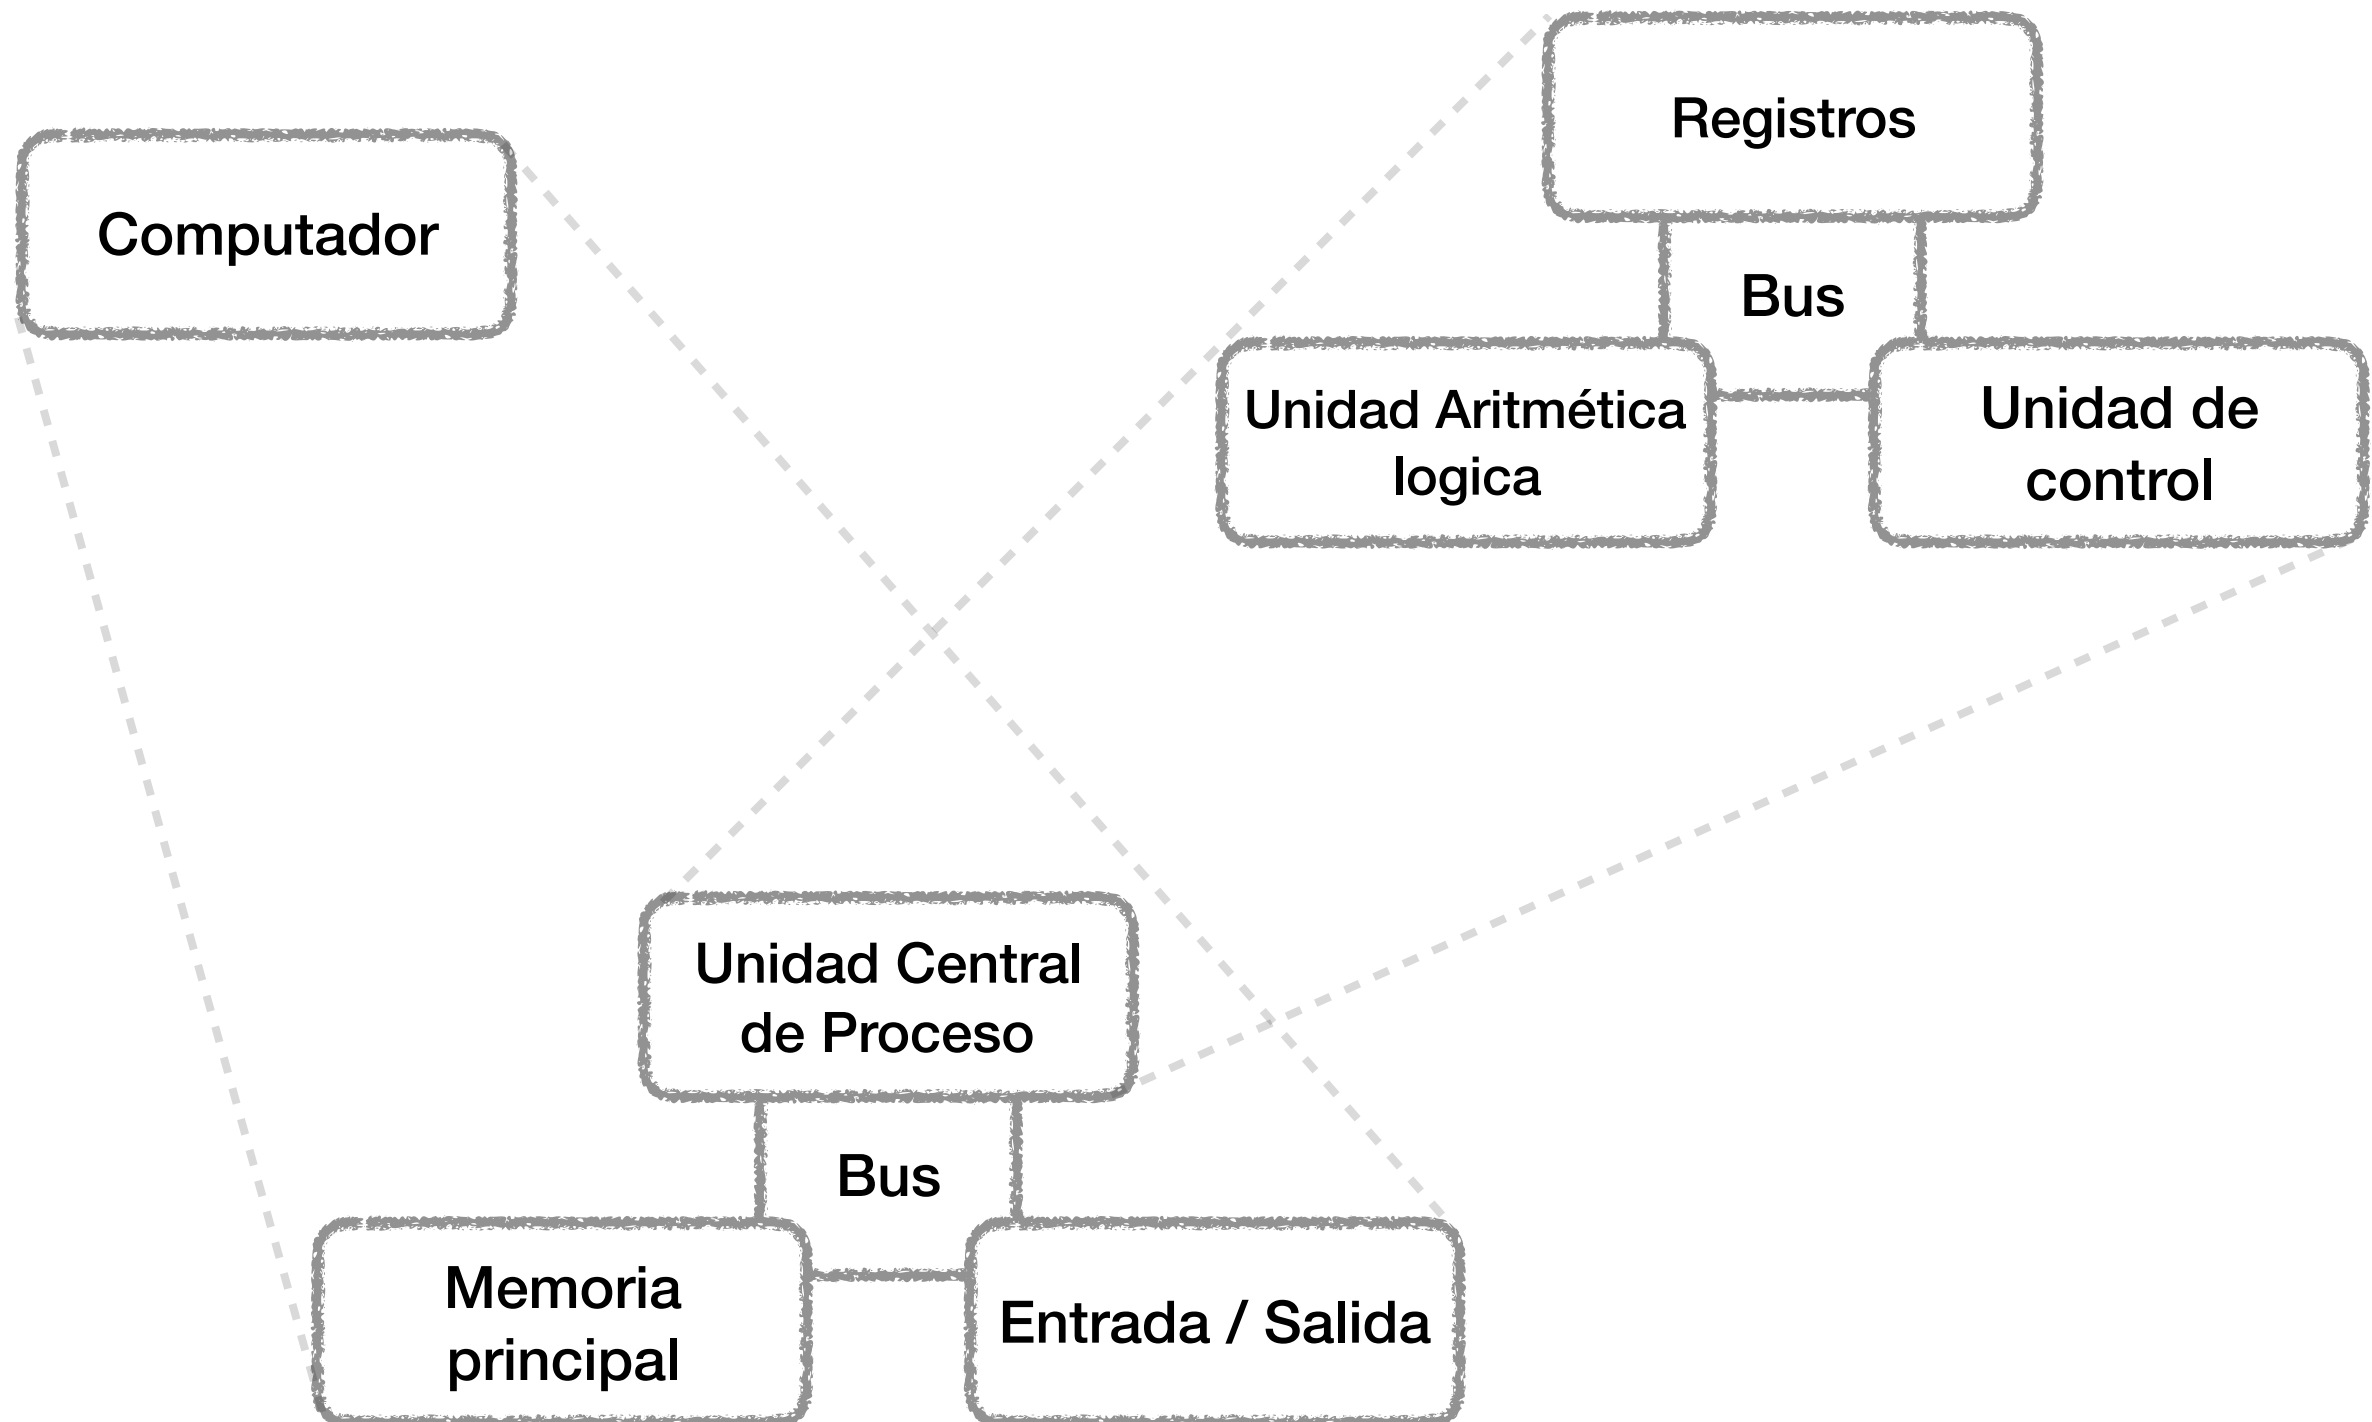 Computador
Registros
Bus
Unidad Aritmética
logica
Unidad de
control
Unidad Central
de Proceso
Bus
Memoria
principal
Entrada / Salida